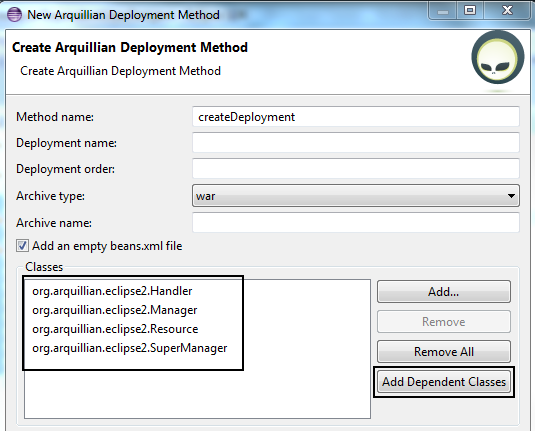 New Arquillian Deployment Method
Create Arquillian Deployment Method
Create Arquillian Deployment Method
Method name: createDeployment
Deployment name:
Deployment order:
Archive type: war
Archive name:
Add an empty beans.xml file
Classes
org.arquillian.eclipse2.Handler
org.arquillian.eclipse2.Manager
org.arquillian.eclipse2.Resource
org.arquillian.eclipse2.SuperManager
Add...
Remove
Remove All
Add Dependent Classes